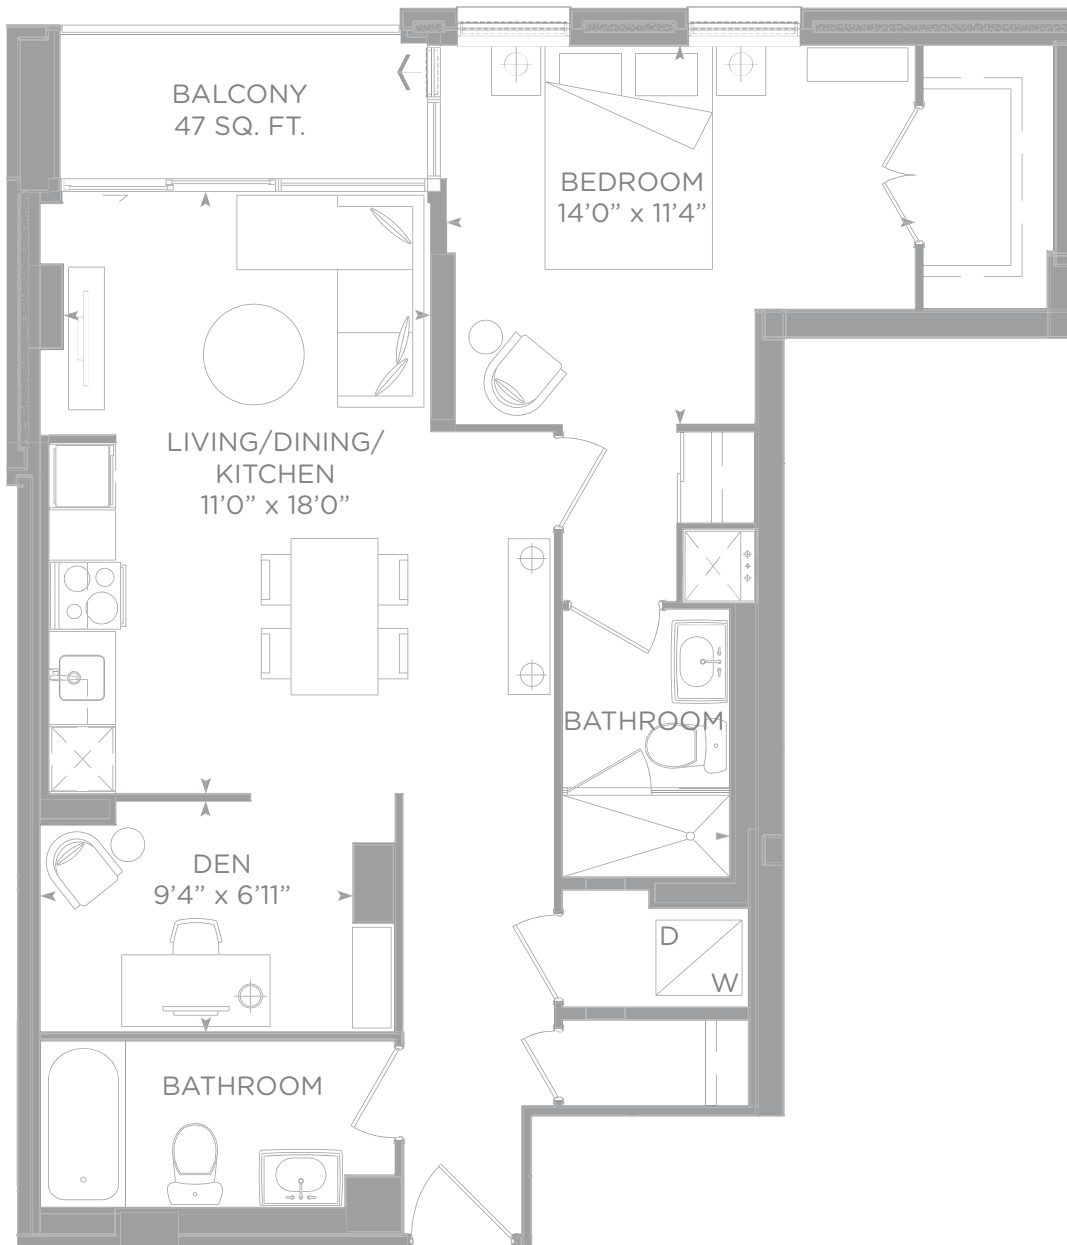 BALCONY
47 SQ. FT.
BEDROOM
14’0” x 11’4”
LIVING/DINING/
KITCHEN
11’0” x 18’0”
BATHROOM
DEN
9’4” x 6’11”
D
W
BATHROOM